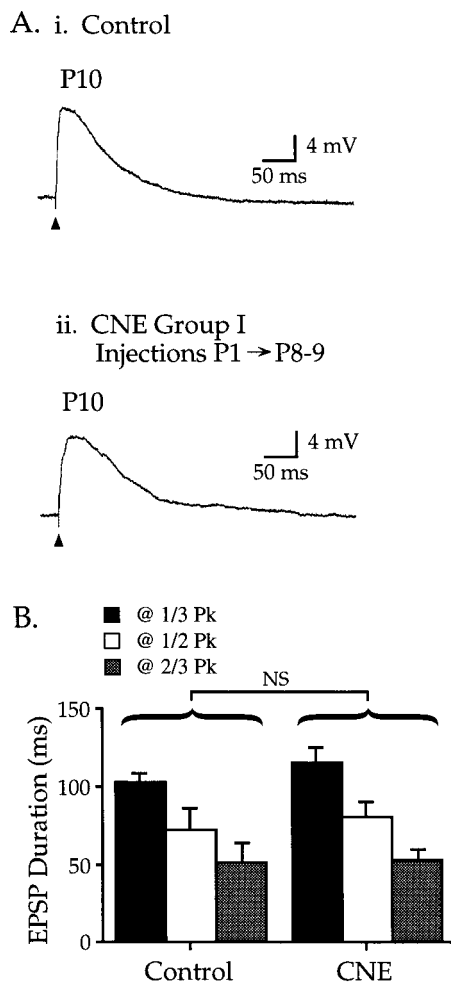 A. i. Control
P10
4 mV
50 ms
ii. CNE Group I
Injections P1 → P8-9
P10
4 mV
50 ms
B.
@ 1/3 Pk
@ 1/2 Pk
@ 2/3 Pk
NS
EPSP Duration (ms)
150
100
50
0
Control
CNE